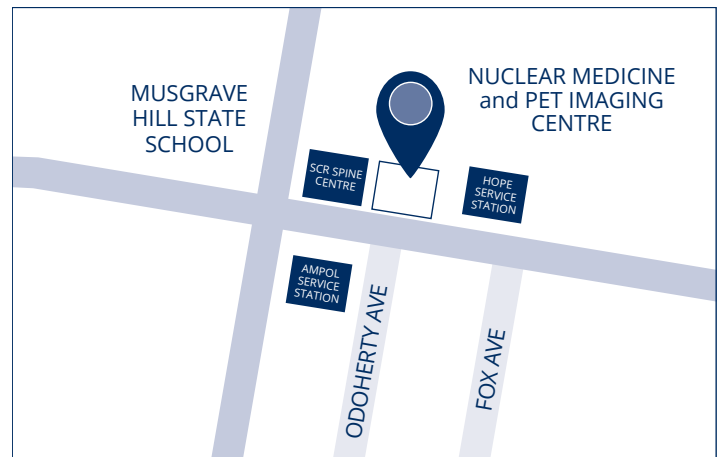 MUSGRAVE
HILL STATE
SCHOOL
NUCLEAR MEDICINE
and PET IMAGING
CENTRE
SCR SPINE
CENTRE
HOPE
SERVICE
STATION
AMPOL
SERVICE
STATION
ODOHERTY AVE
FOX AVE